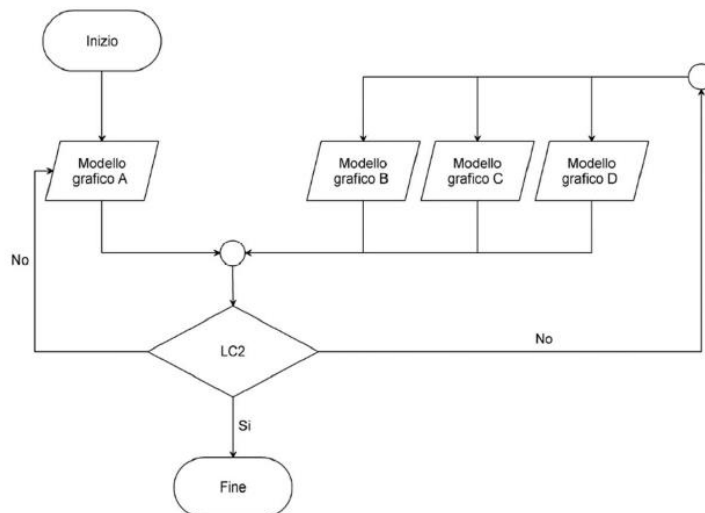 Inizio
Modello
grafico A
Modello
grafico B
Modello
grafico C
Modello
grafico D
No
LC2
No
Si
Fine